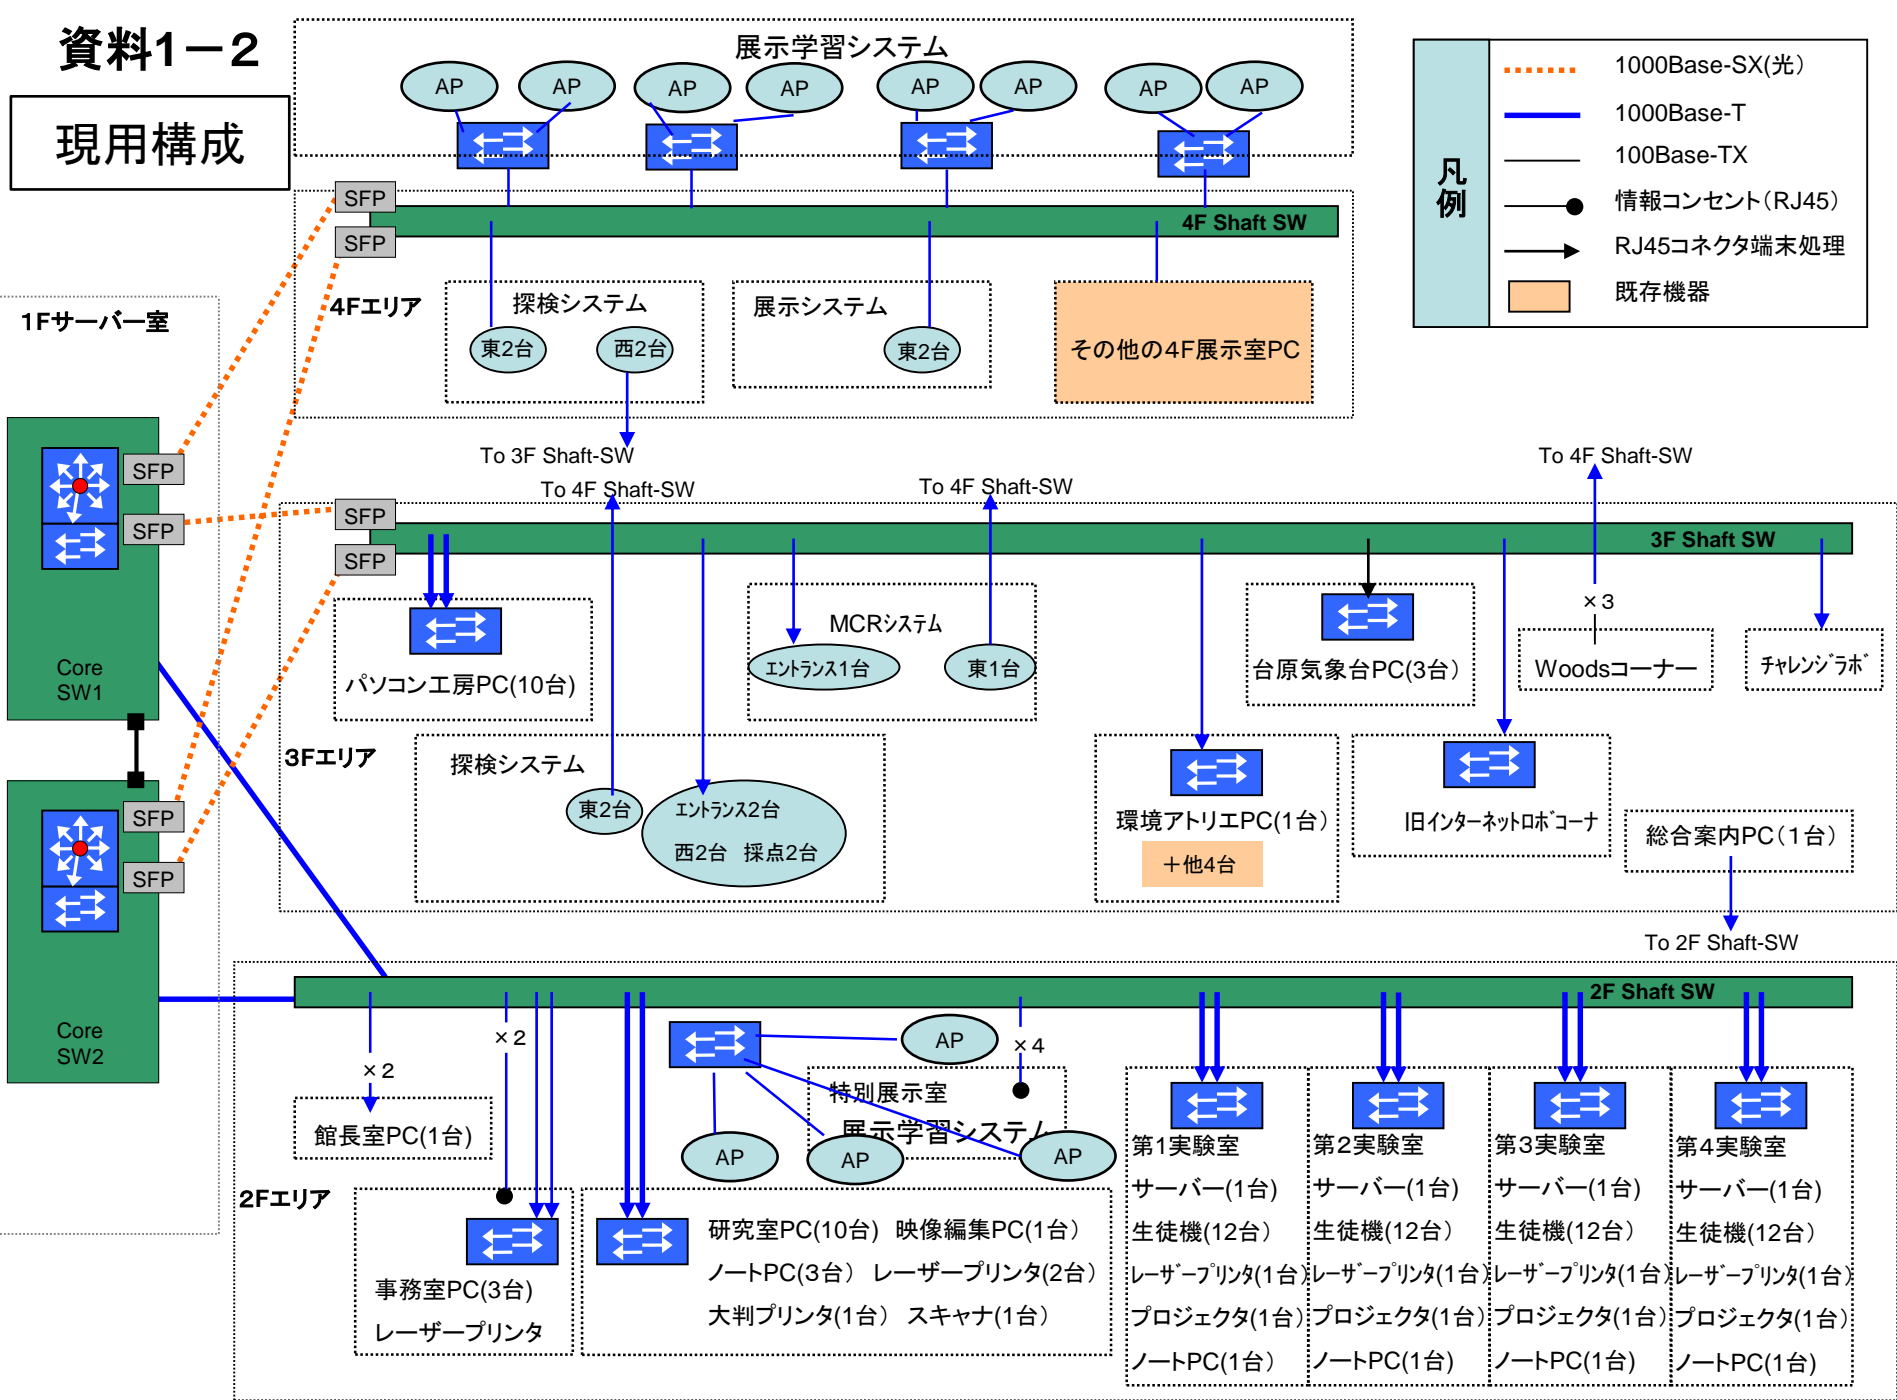 資料1－2
現用構成
展示学習システム
AP
AP
AP
AP
AP
AP
AP
AP
凡例
1000Base-SX(光）
1000Base-T
100Base-TX
情報コンセント（RJ45）
RJ45コネクタ端末処理
既存機器
SFP
SFP
4F Shaft SW
4Fエリア
探検システム
東2台
西2台
展示システム
東2台
その他の4F展示室PC
To 3F Shaft-SW
1Fサーバー室
SFP
SFP
Core
SW1
SFP
SFP
Core
SW2
To 4F Shaft-SW
To 4F Shaft-SW
To 4F Shaft-SW
SFP
SFP
3F Shaft SW
3Fエリア
パソコン工房PC(10台)
MCRシステム
エントランス1台
東1台
台原気象台PC(3台）
×3
Woodsコーナー
チャレンジラボ
探検システム
東2台
エントランス2台
西2台 採点2台
環境アトリエPC(1台）
＋他4台
旧インターネットロボコーナ
総合案内PC（1台）
To 2F Shaft-SW
2F Shaft SW
2Fエリア
×2
館長室PC(1台)
×2
事務室PC(3台)
レーザープリンタ
AP
AP
AP
AP
×4
特別展示室
展示学習システム
研究室PC(10台) 映像編集PC(1台）
ノートPC(3台） レーザープリンタ(2台)
大判プリンタ(1台） スキャナ(1台）
第1実験室
サーバー(1台)
生徒機(12台）
レーザープリンタ(1台)
プロジェクタ(1台)
ノートPC(1台）
第2実験室
サーバー(1台)
生徒機(12台）
レーザープリンタ(1台)
プロジェクタ(1台)
ノートPC(1台)
第3実験室
サーバー(1台)
生徒機(12台）
レーザープリンタ(1台)
プロジェクタ(1台)
ノートPC(1台)
第4実験室
サーバー(1台)
生徒機(12台）
レーザープリンタ(1台)
プロジェクタ(1台)
ノートPC(1台)